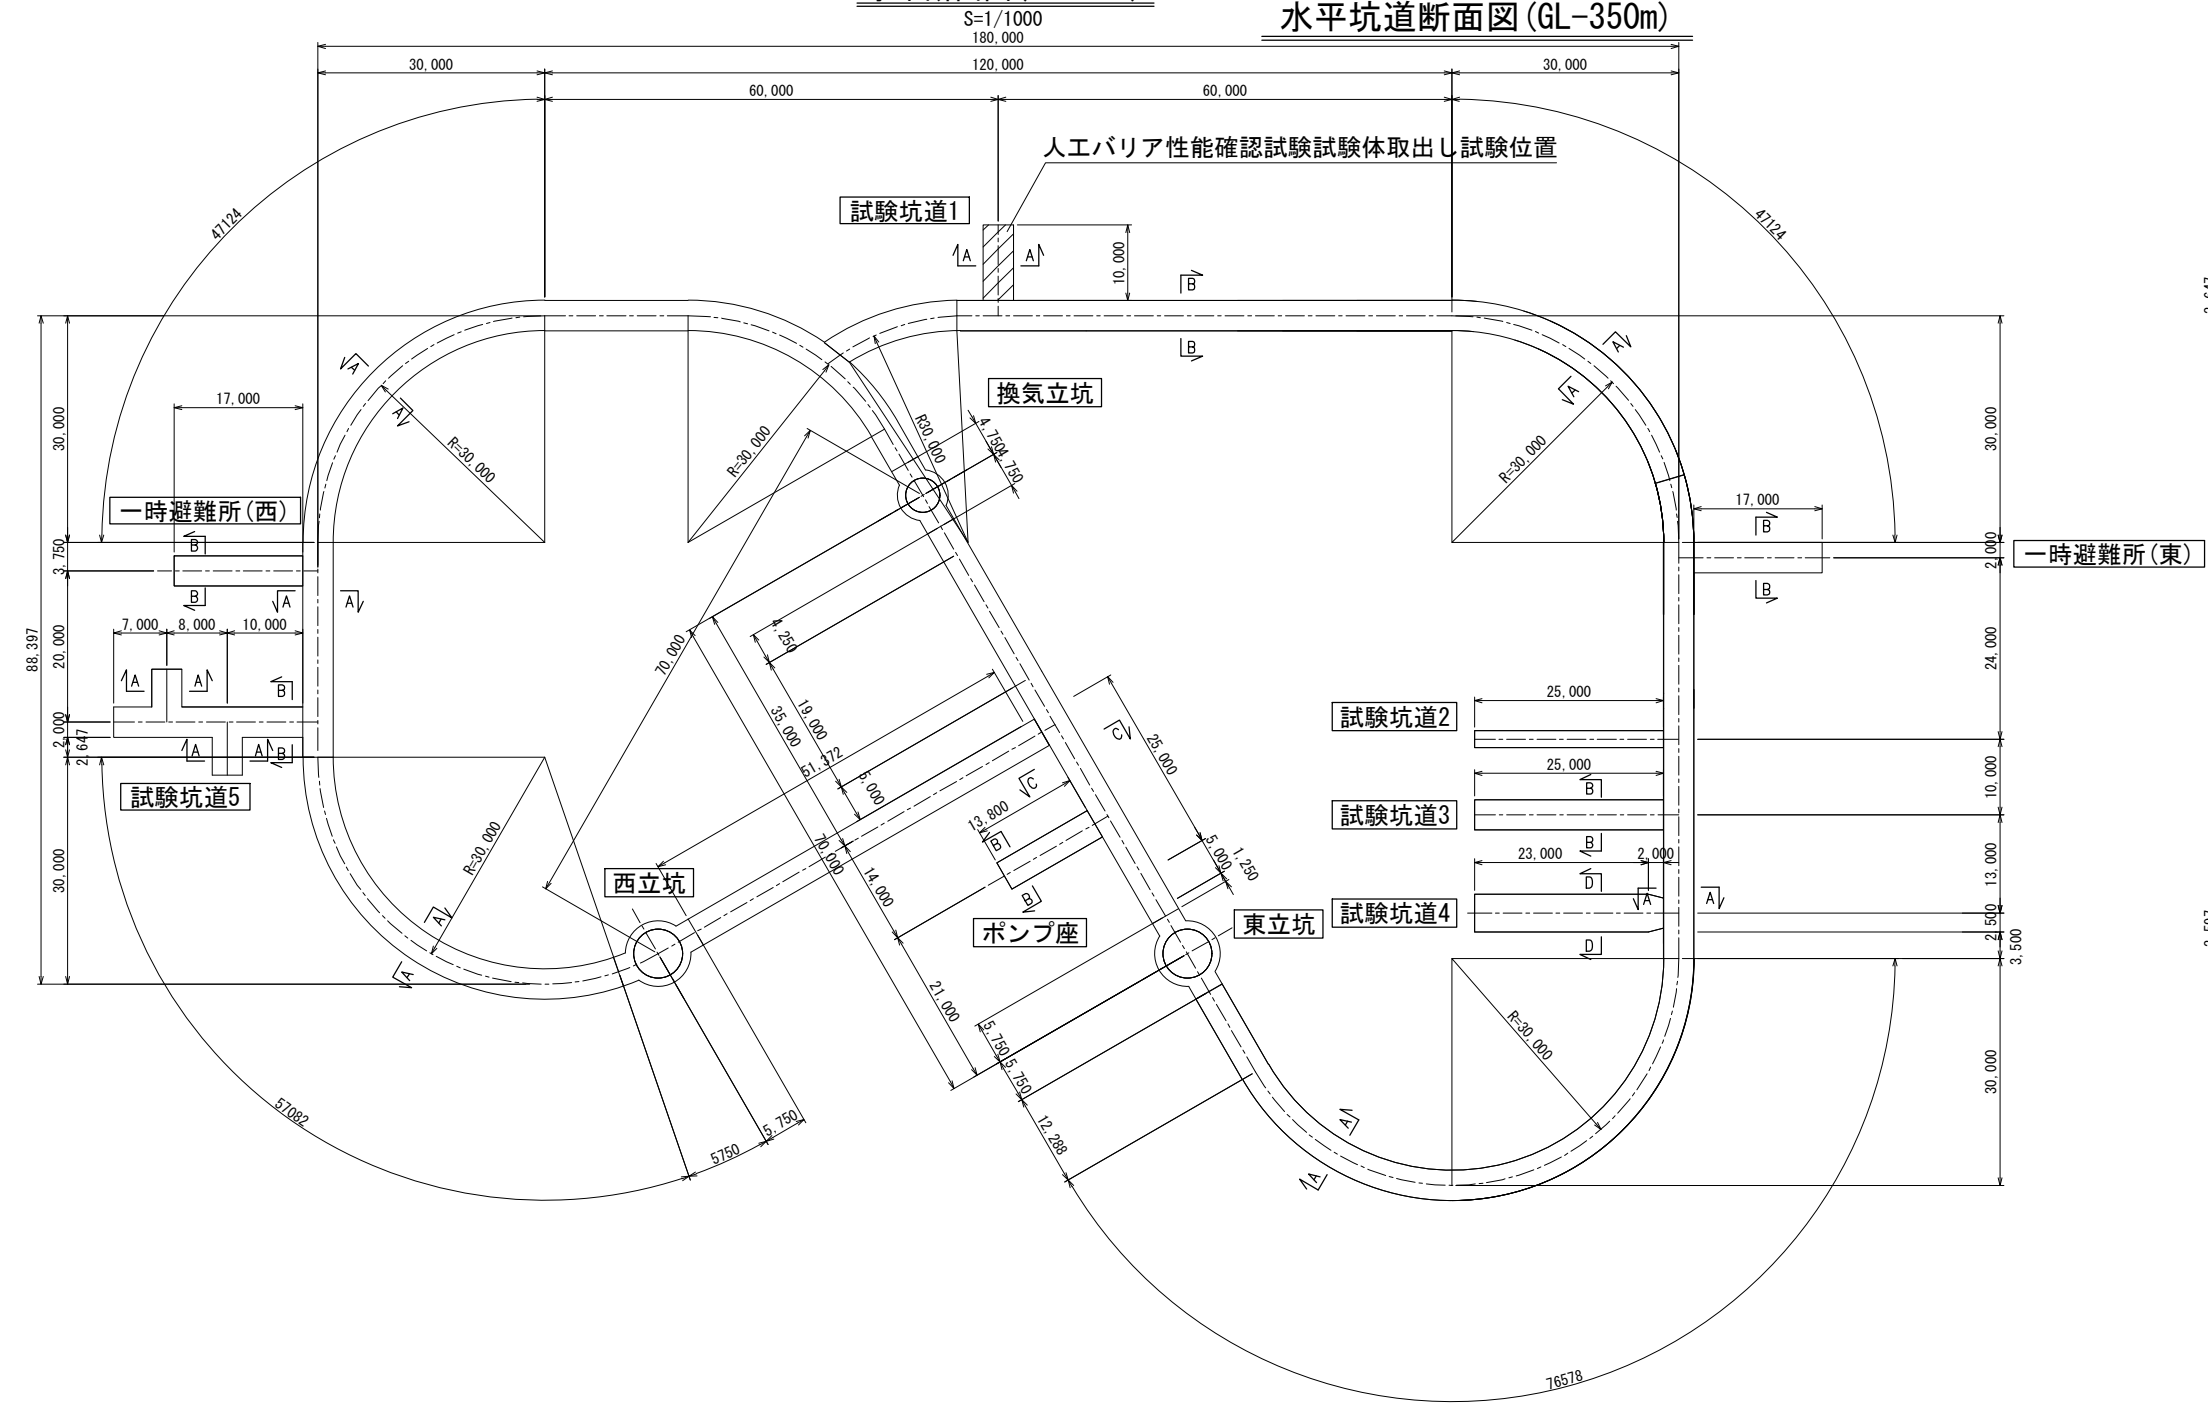 S=1/1000
水平坑道断面図(GL-350m)
180,000
30,000
120,000
30,000
60,000
60,000
人工バリア性能確認試験試験体取出し試験位置
試験坑道1
47124
47124
A
A
10,000
B
B
A
A
A
A
換気立坑
17,000
30,000
R=30,000
R=30,000
R30,000
4,750
4,750
R=30,000
30,000
一時避難所(西)
17,000
B
B
3,750
2,000
一時避難所(東)
B
B
A
A
7,000
8,000
10,000
88,397
20,000
70,000
4,250
24,000
A
A
B
25,000
試験坑道2
19,000
35,000
51,372
C
25,000
2,000
2,647
A
A
B
試験坑道5
25,000
10,000
B
試験坑道3
B
5,000
13,800
C
B
70,000
14,000
5,000
1,250
R=30,000
30,000
23,000
2,000
13,000
D
A
A
試験坑道4
D
西立坑
B
ポンプ座
東立坑
2,500
3,500
A
A
21,000
5,750
5,750
12,288
R=30,000
30,000
A
A
57082
5,750
5750
76578